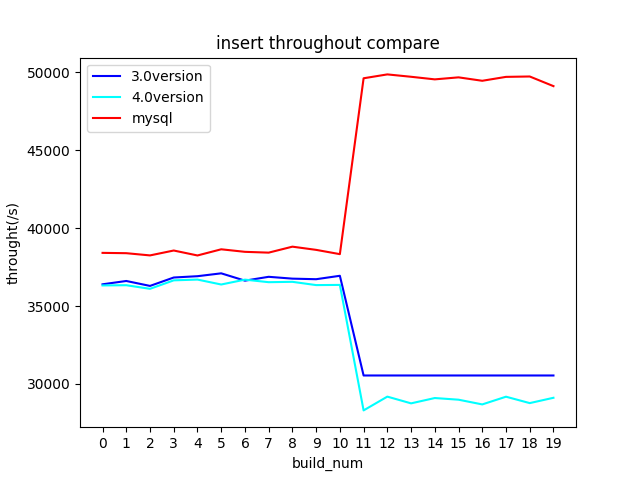 insert throughout compare
3.0version
4.0version
mysql
throught(/s)
50000
45000
40000
35000
30000
0 1 2 3 4 5 6 7 8 9 10 11 12 13 14 15 16 17 18 19
build_num